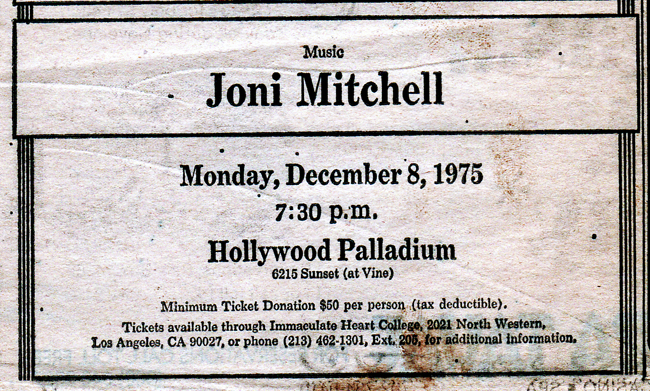 Music
Joni Mitchell
Monday, December 8, 1975
7:30 p.m.
Hollywood Palladium
6215 Sunset (at Vine)
Minimum Ticket Donation $50 per person (tax deductible).
Tickets available through Immaculate Heart College, 2021 North Western,
Los Angeles, CA 90027, or phone (213) 462-1301, Ext. 205, for additional information.